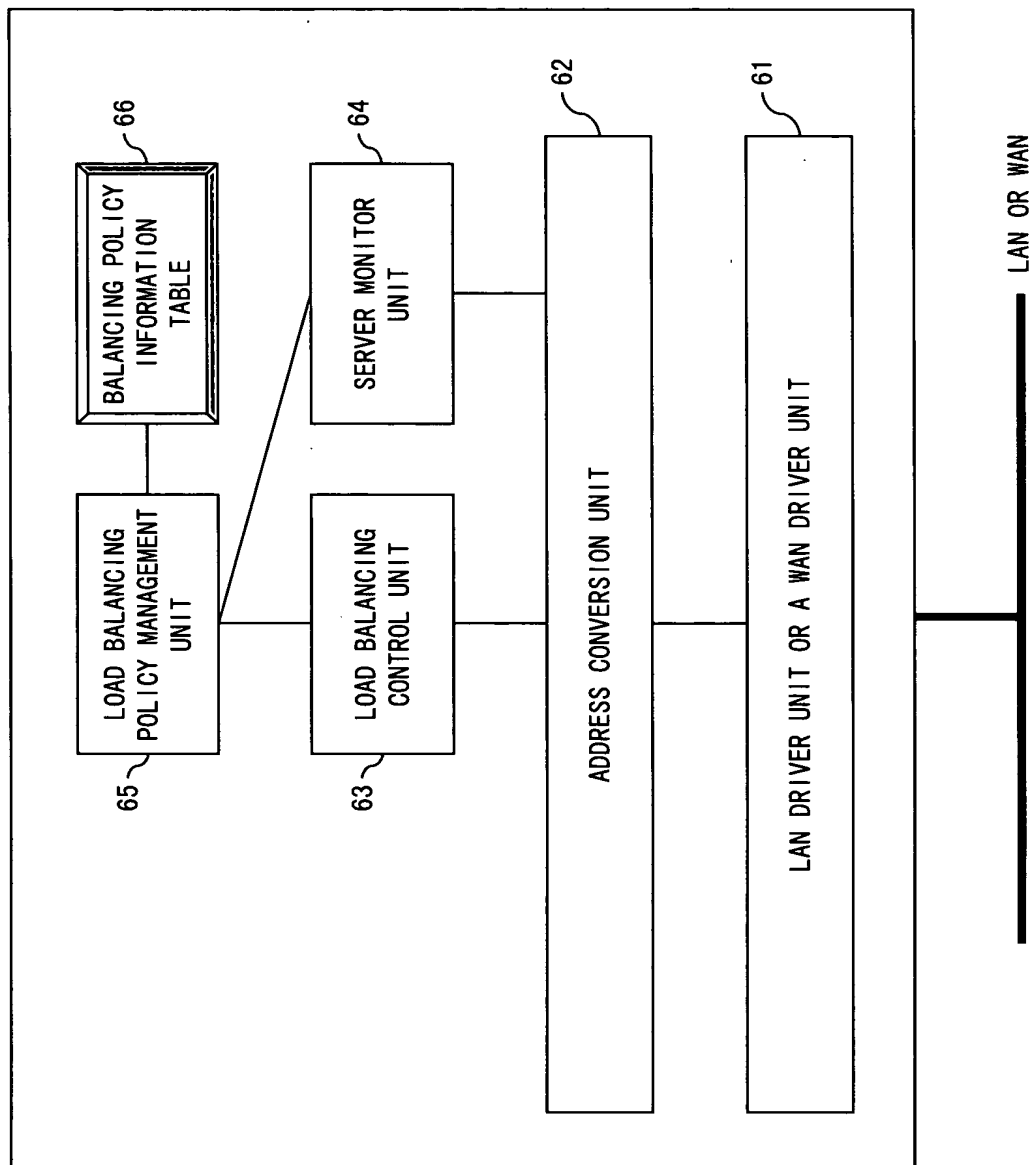 65
LOAD BALANCING
POLICY MANAGEMENT
UNIT
66
BALANCING POLICY
INFORMATION
TABLE
63
LOAD BALANCING
CONTROL UNIT
64
SERVER MONITOR
UNIT
62
ADDRESS CONVERSION UNIT
61
LAN DRIVER UNIT OR A WAN DRIVER UNIT
LAN OR WAN